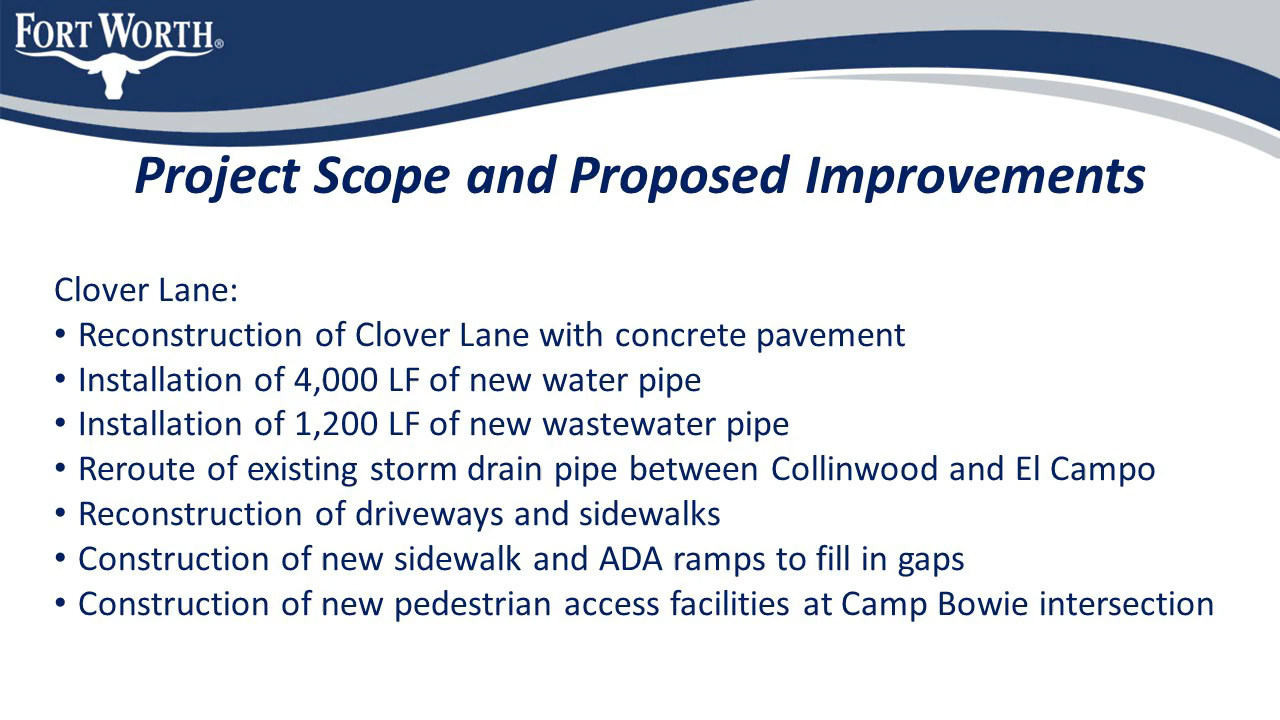 FORT WORTH®
Project Scope and Proposed Improvements
Clover Lane:
• Reconstruction of Clover Lane with concrete pavement
• Installation of 4,000 LF of new water pipe
• Installation of 1,200 LF of new wastewater pipe
• Reroute of existing storm drain pipe between Collinwood and El Campo
• Reconstruction of driveways and sidewalks
• Construction of new sidewalk and ADA ramps to fill in gaps
• Construction of new pedestrian access facilities at Camp Bowie intersection